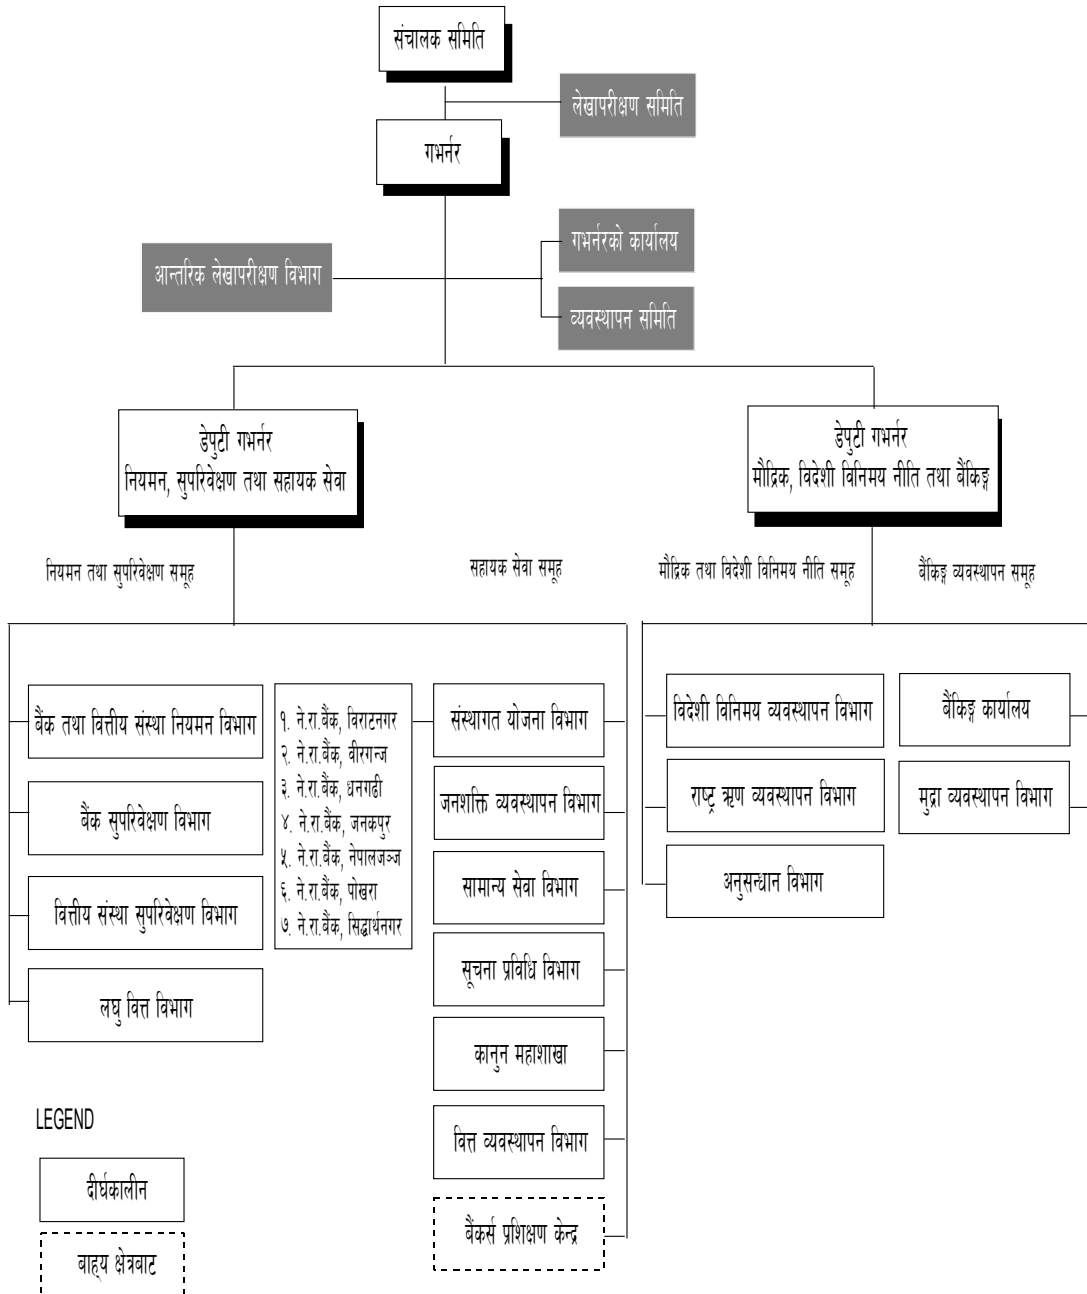 संचालक समिति
लेखापरीक्षण समिति
गभर्नर
गभर्नरको कार्यालय
आन्तरिक लेखापरीक्षण विभाग
व्यवस्थापन समिति
डेपुटी गभर्नर
नियमन, सुपरिवेक्षण तथा सहायक सेवा
डेपुटी गभर्नर
मौद्रिक, विदेशी विनिमय नीति तथा बैंकिङ्ग
नियमन तथा सुपरिवेक्षण समूह
सहायक सेवा समूह
मौद्रिक तथा विदेशी विनिमय नीति समूह
बैंकिङ्ग व्यवस्थापन समूह
बैंक तथा वित्तीय संस्था नियमन विभाग
बैंक सुपरिवेक्षण विभाग
वित्तीय संस्था सुपरिवेक्षण विभाग
लघु वित्त विभाग
१. ने.रा.बैंक, विराटनगर
२. ने.रा.बैंक, वीरगन्ज
३. ने.रा.बैंक, धनगढी
४. ने.रा.बैंक, जनकपुर
५. ने.रा.बैंक, नेपालजञ्ज
६. ने.रा.बैंक, पोखरा
७. ने.रा.बैंक, सिद्धार्थनगर
संस्थागत योजना विभाग
जनशक्ति व्यवस्थापन विभाग
सामान्य सेवा विभाग
सूचना प्रविधि विभाग
कानुन महाशाखा
वित्त व्यवस्थापन विभाग
बैंकर्स प्रशिक्षण केन्द्र
विदेशी विनिमय व्यवस्थापन विभाग
राष्ट्र ऋण व्यवस्थापन विभाग
अनुसन्धान विभाग
बैंकिङ्ग कार्यालय
मुद्रा व्यवस्थापन विभाग
LEGEND
दीर्घकालीन
बाह्य क्षेत्रबाट